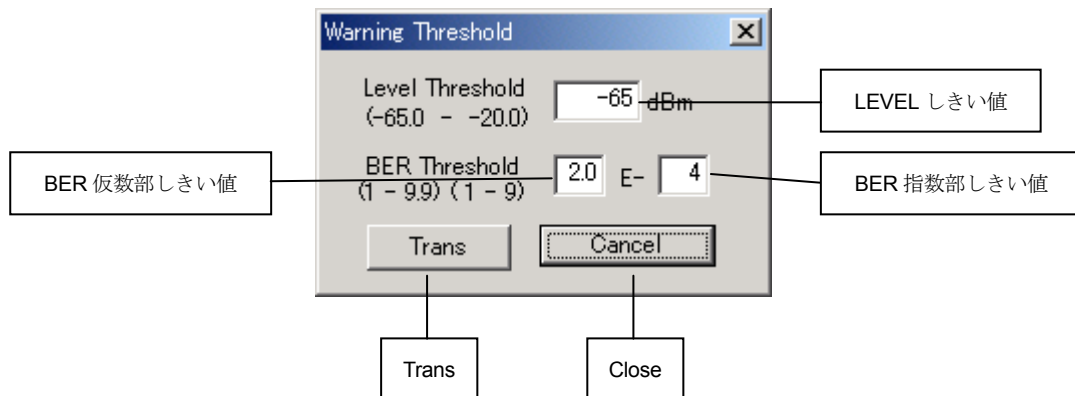 Warning Threshold
Level Threshold
(-65.0 - -20.0)
-65 dBm
LEVEL しきい値
BER 仮数部しきい値
BER Threshold
(1 - 9.9) (1 - 9)
2.0 E- 4
BER 指数部しきい値
Trans Cancel
Trans Close